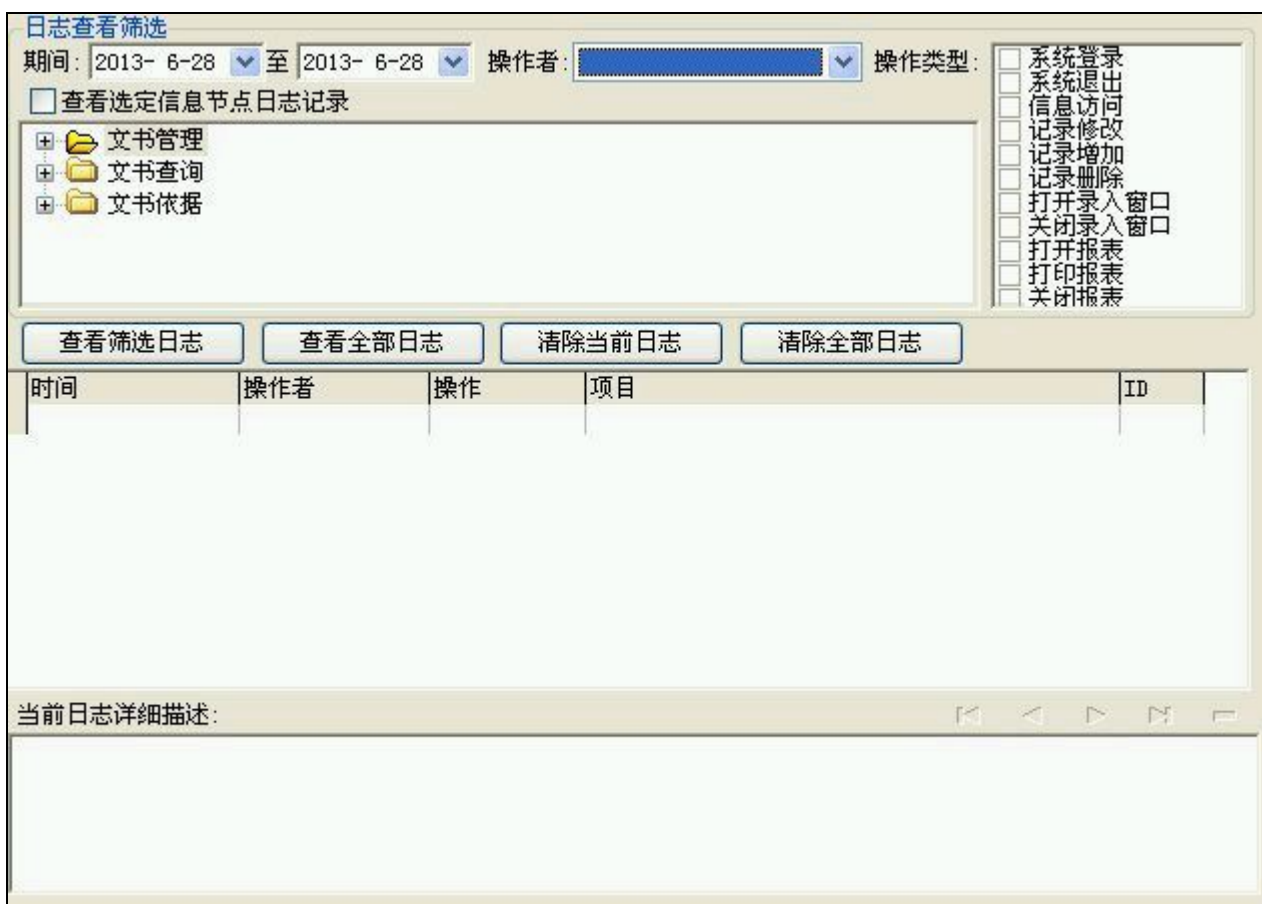 日志查看筛选
期间: 2013- 6-28 至 2013- 6-28 操作者: 操作类型:
系统登录
系统退出
信息访问
记录修改
记录增加
记录删除
打开录入窗口
关闭录入窗口
打开报表
打印报表
关闭报表
查看选定信息节点日志记录
文书管理
文书查询
文书依据
查看筛选日志 查看全部日志 清除当前日志 清除全部日志
时间 操作者 操作 项目 ID
当前日志详细描述: